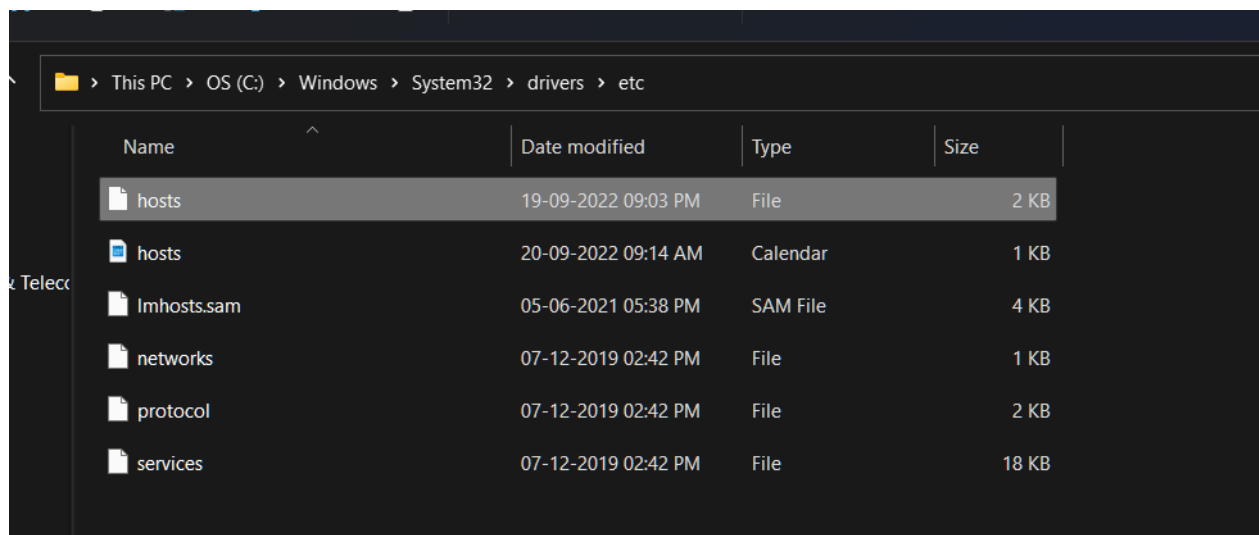 This PC > OS (C:) > Windows > System32 > drivers > etc
Name Date modified Type Size
hosts 19-09-2022 09:03 PM File 2 KB
hosts 20-09-2022 09:14 AM Calendar 1 KB
& Telecc
lmhosts.sam 05-06-2021 05:38 PM SAM File 4 KB
networks 07-12-2019 02:42 PM File 1 KB
protocol 07-12-2019 02:42 PM File 2 KB
services 07-12-2019 02:42 PM File 18 KB